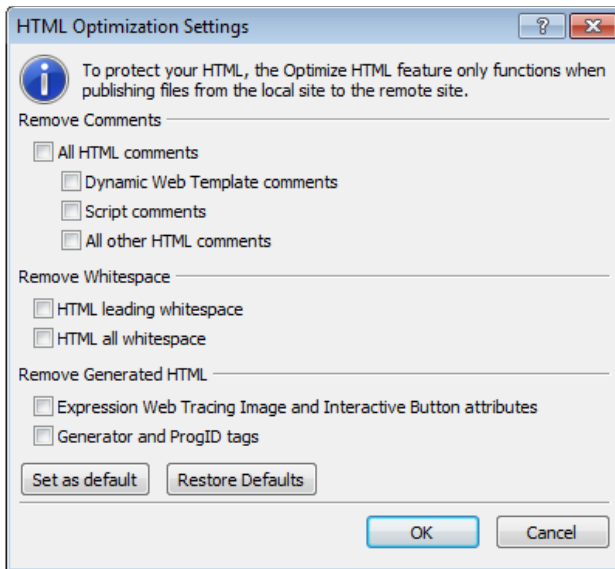 HTML Optimization Settings
To protect your HTML, the Optimize HTML feature only functions when
publishing files from the local site to the remote site.
Remove Comments
All HTML comments
Dynamic Web Template comments
Script comments
All other HTML comments
Remove Whitespace
HTML leading whitespace
HTML all whitespace
Remove Generated HTML
Expression Web Tracing Image and Interactive Button attributes
Generator and ProgID tags
Set as default Restore Defaults
OK Cancel